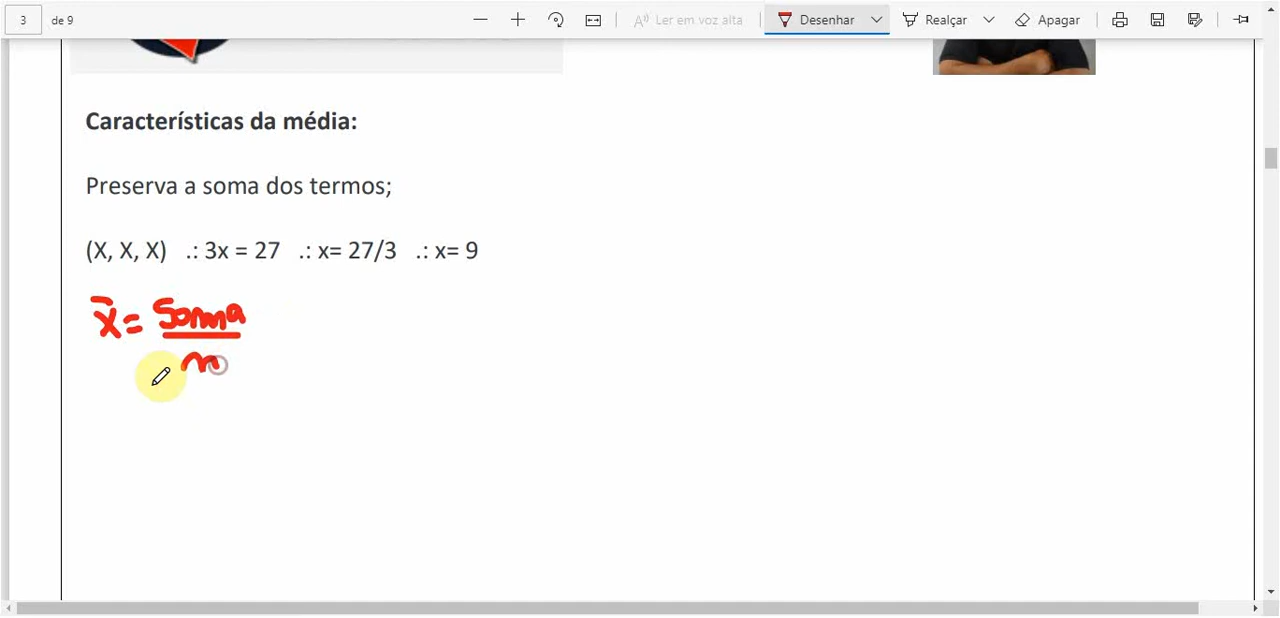 3 de 9 Ler em voz alta Desenhar Realçar Apagar
Características da média:
Preserva a soma dos termos;
(X, X, X) .: 3x = 27 .: x= 27/3 .: x= 9
x̄ = Soma
n